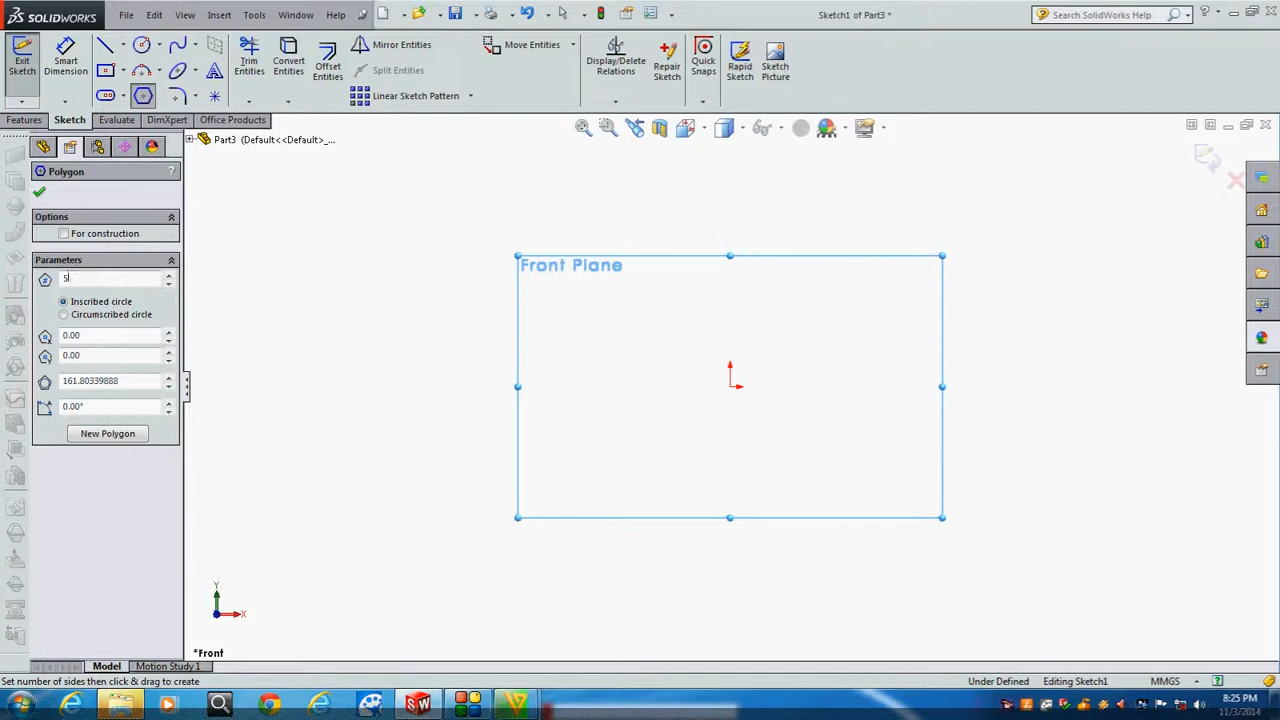 SOLIDWORKS File Edit View Insert Tools Window Help Sketch1 of Part3 * Search SolidWorks Help
Exit Sketch Smart Dimension Trim Entities Convert Entities Offset Entities Mirror Entities Move Entities Display/Delete Relations Repair Sketch Quick Snaps Rapid Sketch Sketch Picture
Split Entities
Linear Sketch Pattern
Features Sketch Evaluate DimXpert Office Products
Part3 (Default<<Default>_...
Polygon ?
Options
For construction
Parameters
5
Inscribed circle
Circumscribed circle
0.00
0.00
161.80339888
0.00°
New Polygon
Front Plane
Y
X
*Front
Model Motion Study 1
Set number of sides then click & drag to create Under Defined Editing Sketch1 MMGS
8:25 PM
11/3/2014